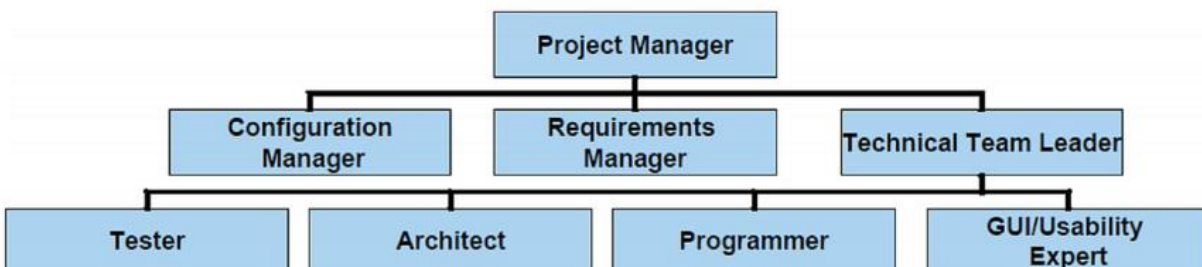 Project Manager
Configuration
Manager
Requirements
Manager
Technical Team Leader
Tester
Architect
Programmer
GUI/Usability
Expert